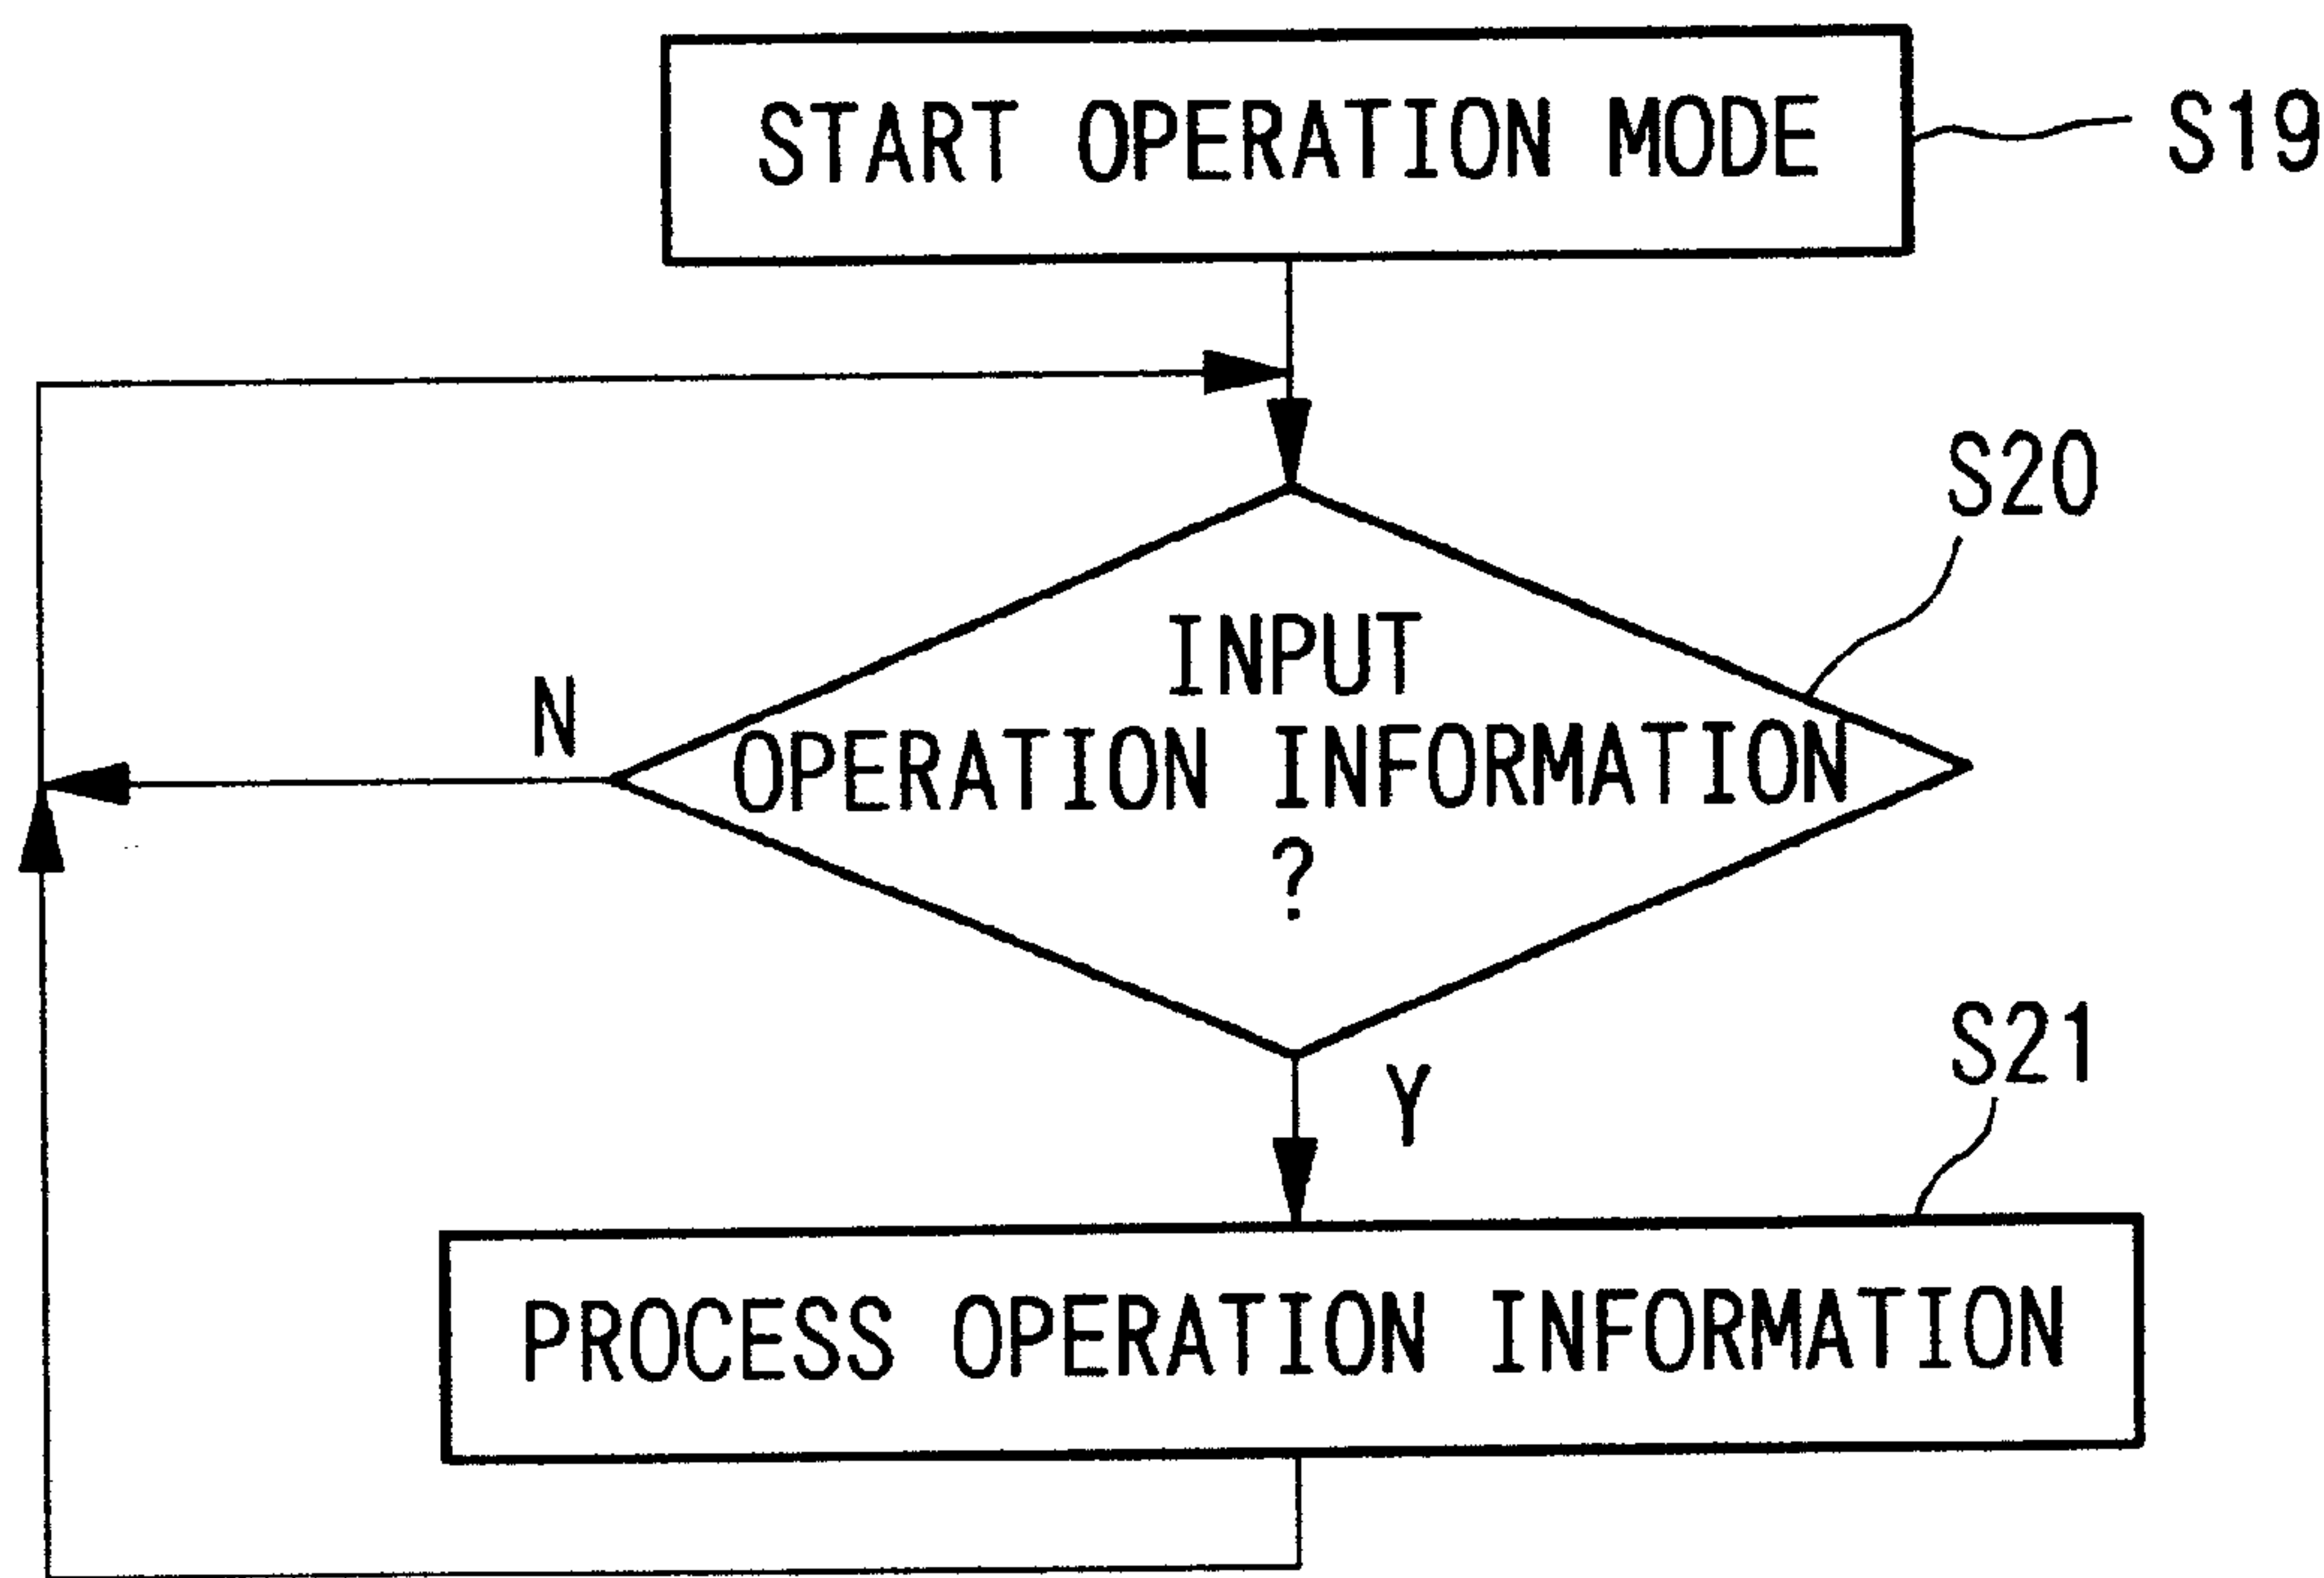 START OPERATION MODE
S19
S20
INPUT
OPERATION INFORMATION
?
N
Y
S21
PROCESS OPERATION INFORMATION